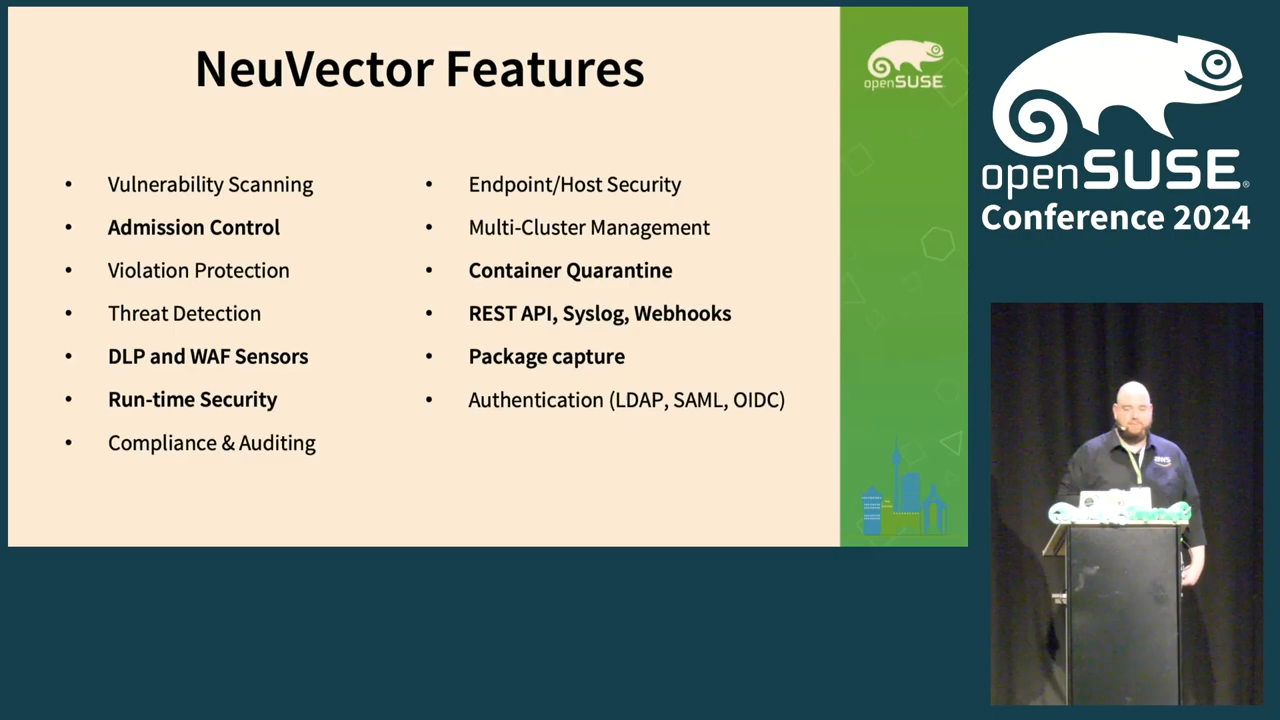 NeuVector Features
• Vulnerability Scanning
• Admission Control
• Violation Protection
• Threat Detection
• DLP and WAF Sensors
• Run-time Security
• Compliance & Auditing
• Endpoint/Host Security
• Multi-Cluster Management
• Container Quarantine
• REST API, Syslog, Webhooks
• Package capture
• Authentication (LDAP, SAML, OIDC)
openSUSE
openSUSE®
Conference 2024
aws